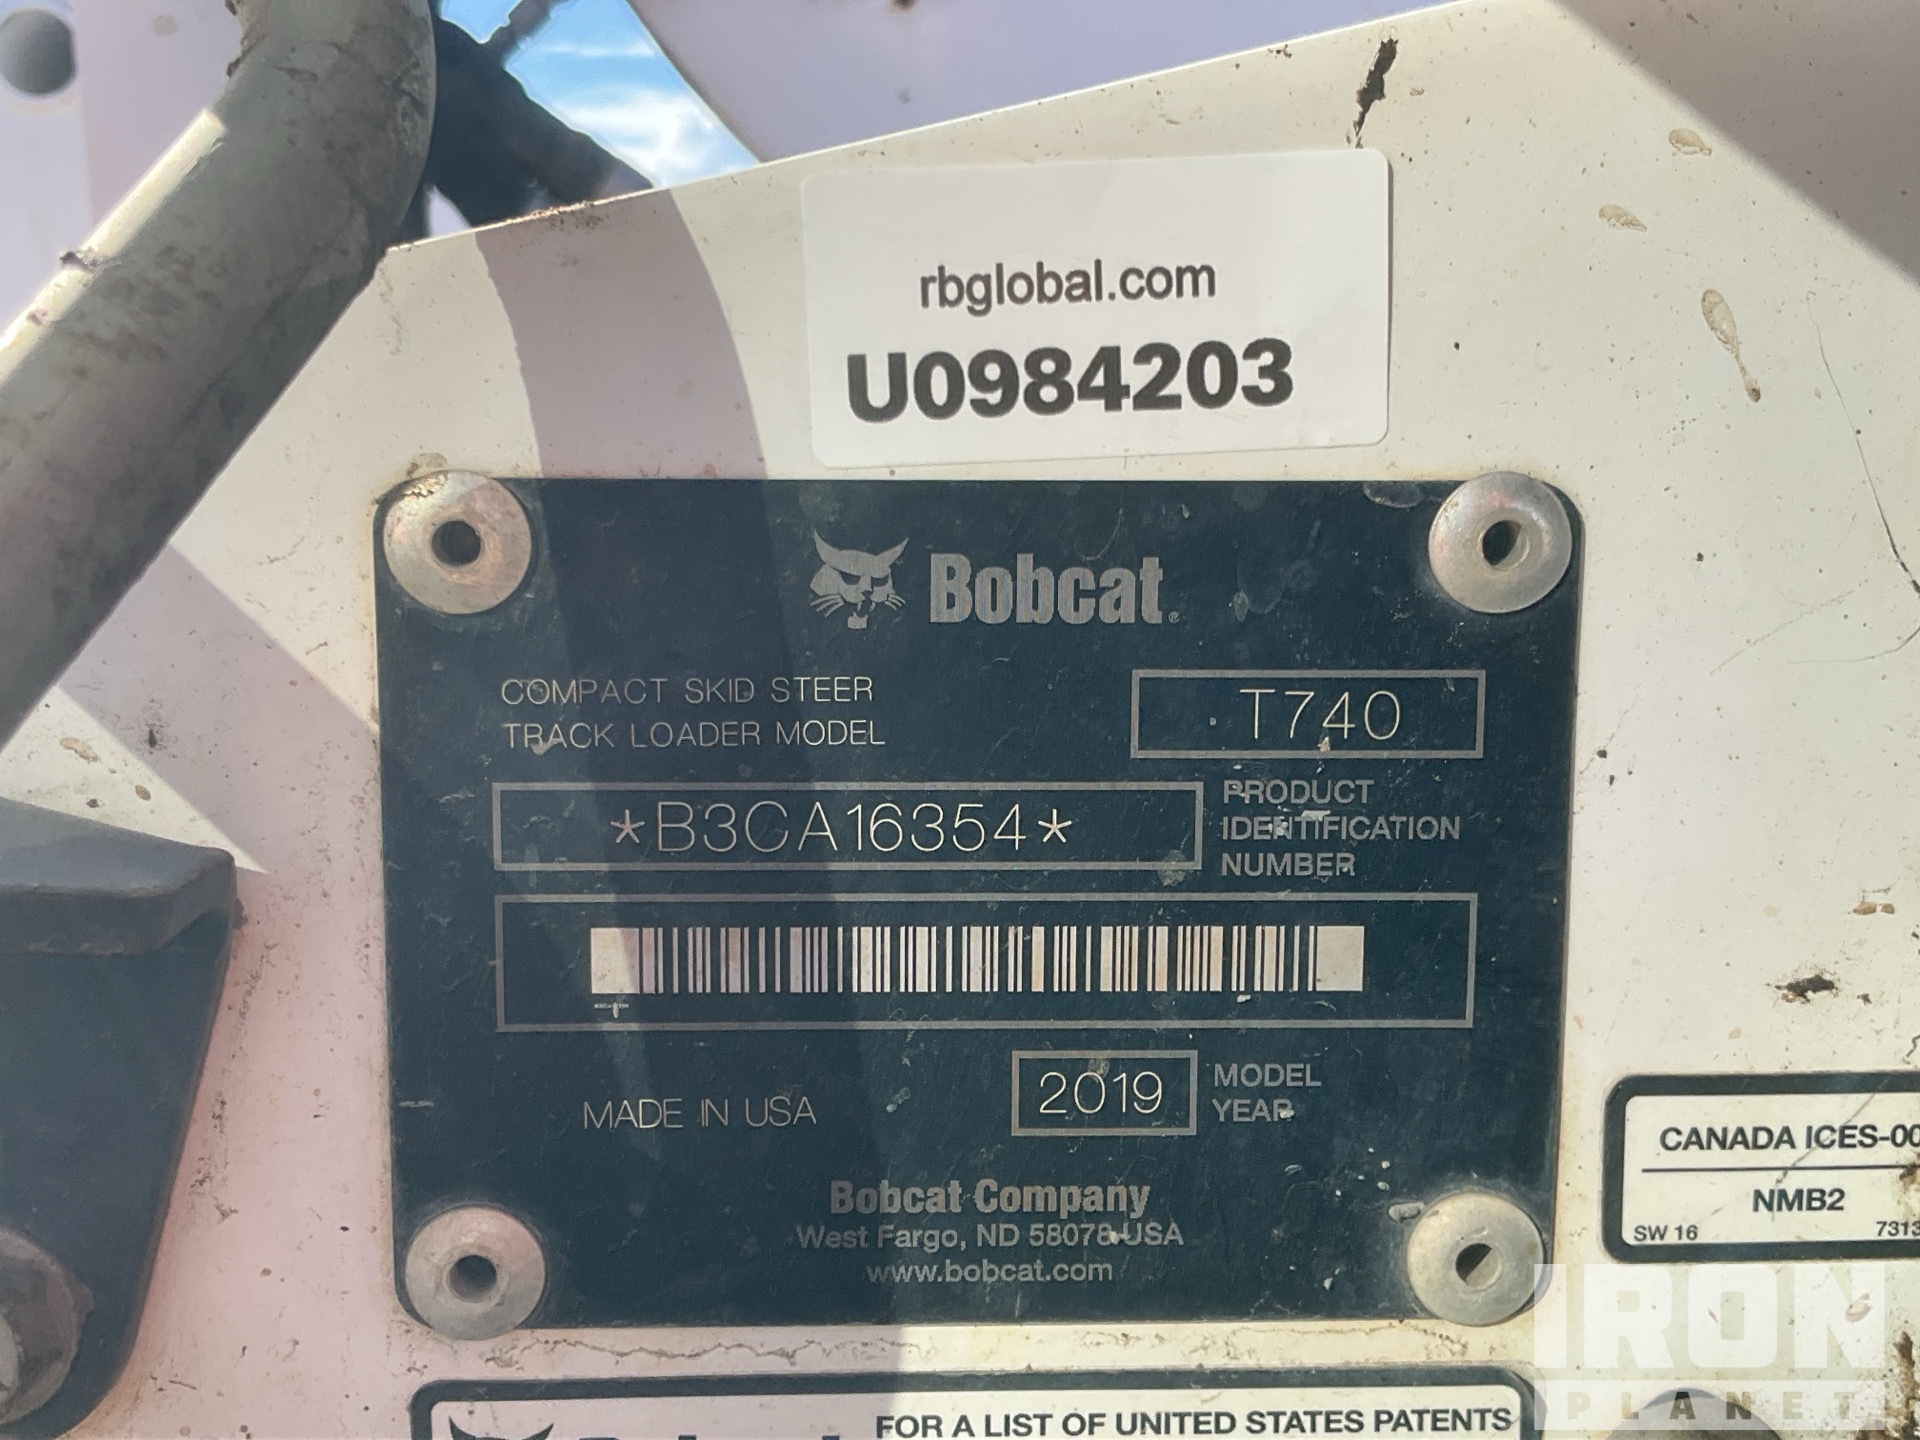 rbglobal.com
U0984203
Bobcat®
COMPACT SKID STEER
TRACK LOADER MODEL
T740
*B3CA16354*
PRODUCT
IDENTIFICATION
NUMBER
MADE IN USA
2019
MODEL
YEAR
Bobcat Company
West Fargo, ND 58078-USA
www.bobcat.com
CANADA ICES-00
NMB2
SW 16
7313
FOR A LIST OF UNITED STATES PATENTS
IRON
PLANET